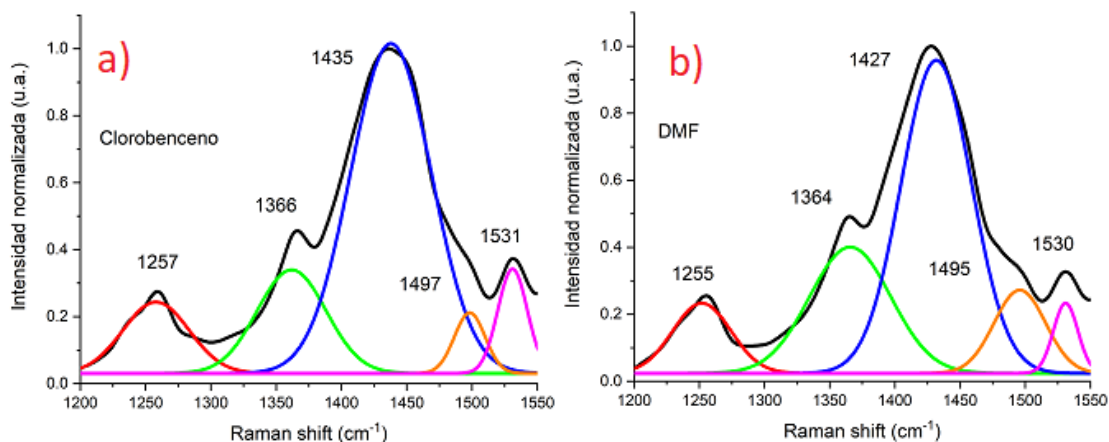 a)
Clorobenceno
1257
1366
1435
1497
1531
Intensidad normalizada (u.a.)
0.0
0.2
0.4
0.6
0.8
1.0
1200 1250 1300 1350 1400 1450 1500 1550
Raman shift (cm⁻¹)
b)
DMF
1255
1364
1427
1495
1530
Intensidad normalizada (u.a.)
0.0
0.2
0.4
0.6
0.8
1.0
1200 1250 1300 1350 1400 1450 1500 1550
Raman shift (cm⁻¹)